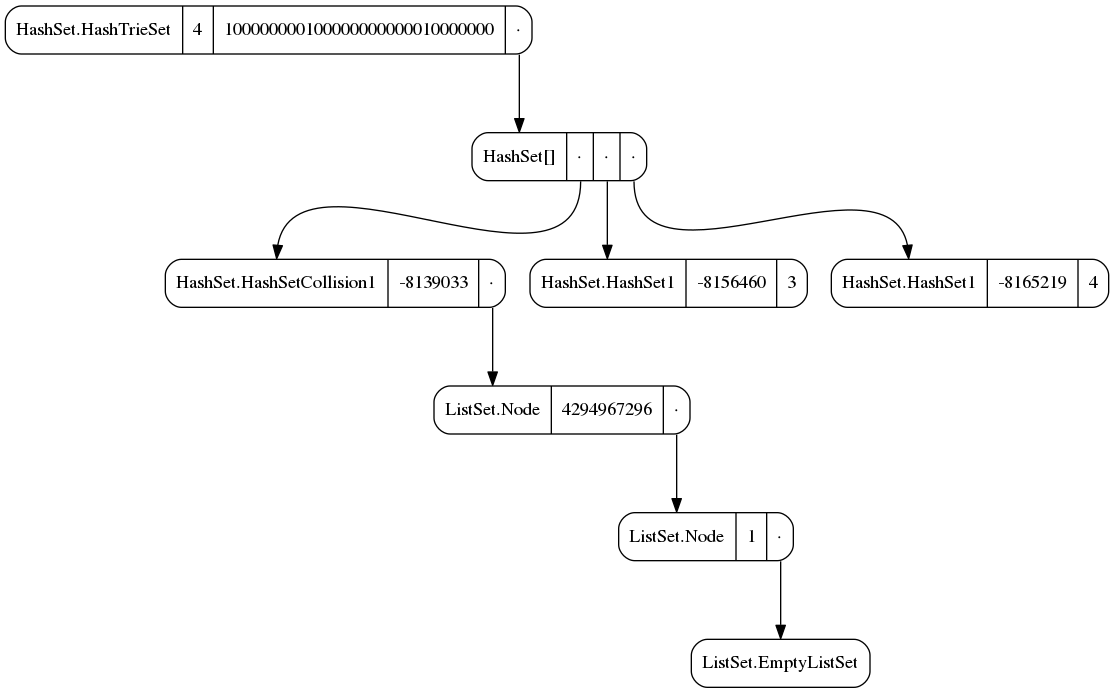 HashSet.HashTrieSet 4 100000000100000000000010000000 ·
HashSet[] · · ·
HashSet.HashSetCollision1 -8139033 ·
HashSet.HashSet1 -8156460 3
HashSet.HashSet1 -8165219 4
ListSet.Node 4294967296 ·
ListSet.Node 1 ·
ListSet.EmptyListSet